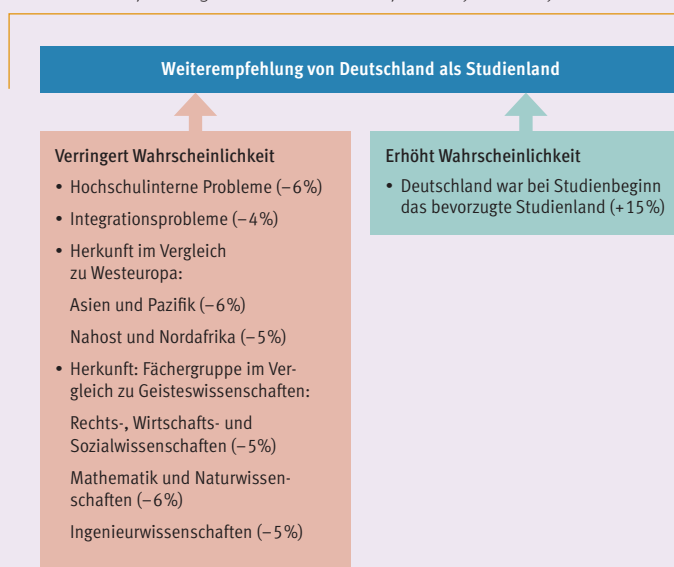 Weiterempfehlung von Deutschland als Studienland
Verringert Wahrscheinlichkeit
• Hochschulinterne Probleme (–6%)
• Integrationsprobleme (–4%)
• Herkunft im Vergleich
zu Westeuropa:
Asien und Pazifik (–6%)
Nahost und Nordafrika (–5%)
• Herkunft: Fächergruppe im Ver-
gleich zu Geisteswissenschaften:
Rechts-, Wirtschafts- und
Sozialwissenschaften (–5%)
Mathematik und Naturwissen-
schaften (–6%)
Ingenieurwissenschaften (–5%)
Erhöht Wahrscheinlichkeit
• Deutschland war bei Studienbeginn
das bevorzugte Studienland (+15%)